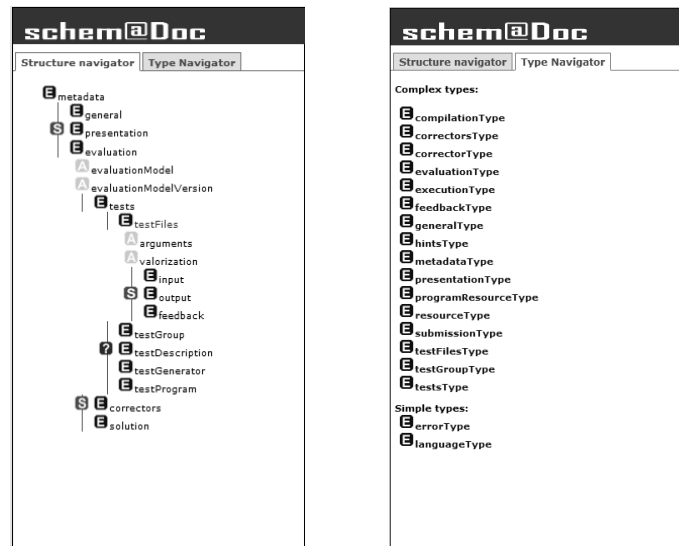 schem@Doc
Structure navigator Type Navigator
E metadata
E general
S E presentation
E evaluation
A evaluationModel
A evaluationModelVersion
E tests
E testFiles
A arguments
A valorization
E input
S E output
E feedback
E testGroup
? E testDescription
E testGenerator
E testProgram
S E correctors
E solution
schem@Doc
Structure navigator Type Navigator
Complex types:
E compilationType
E correctorsType
E correctorType
E evaluationType
E executionType
E feedbackType
E generalType
E hintsType
E metadataType
E presentationType
E programResourceType
E resourceType
E submissionType
E testFilesType
E testGroupType
E testsType
Simple types:
E errorType
E languageType